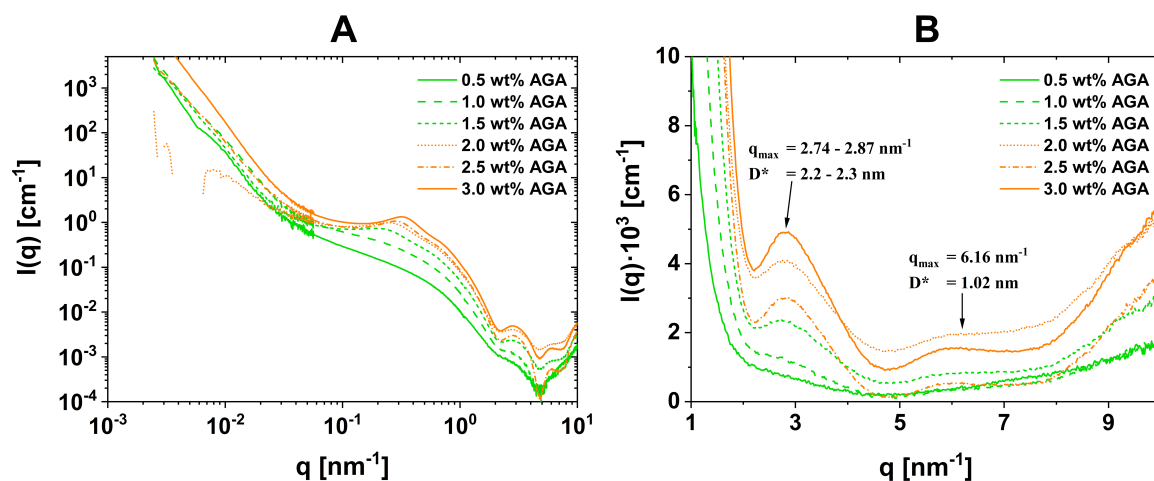 A
I(q) [cm⁻¹]
10³
10²
10¹
10⁰
10⁻¹
10⁻²
10⁻³
10⁻⁴
0.5 wt% AGA
1.0 wt% AGA
1.5 wt% AGA
2.0 wt% AGA
2.5 wt% AGA
3.0 wt% AGA
10⁻³ 10⁻² 10⁻¹ 10⁰ 10¹
q [nm⁻¹]
B
I(q)·10³ [cm⁻¹]
10
8
6
4
2
0
0.5 wt% AGA
1.0 wt% AGA
1.5 wt% AGA
2.0 wt% AGA
2.5 wt% AGA
3.0 wt% AGA
qmax = 2.74 - 2.87 nm⁻¹
D* = 2.2 - 2.3 nm
qmax = 6.16 nm⁻¹
D* = 1.02 nm
1 3 5 7 9
q [nm⁻¹]